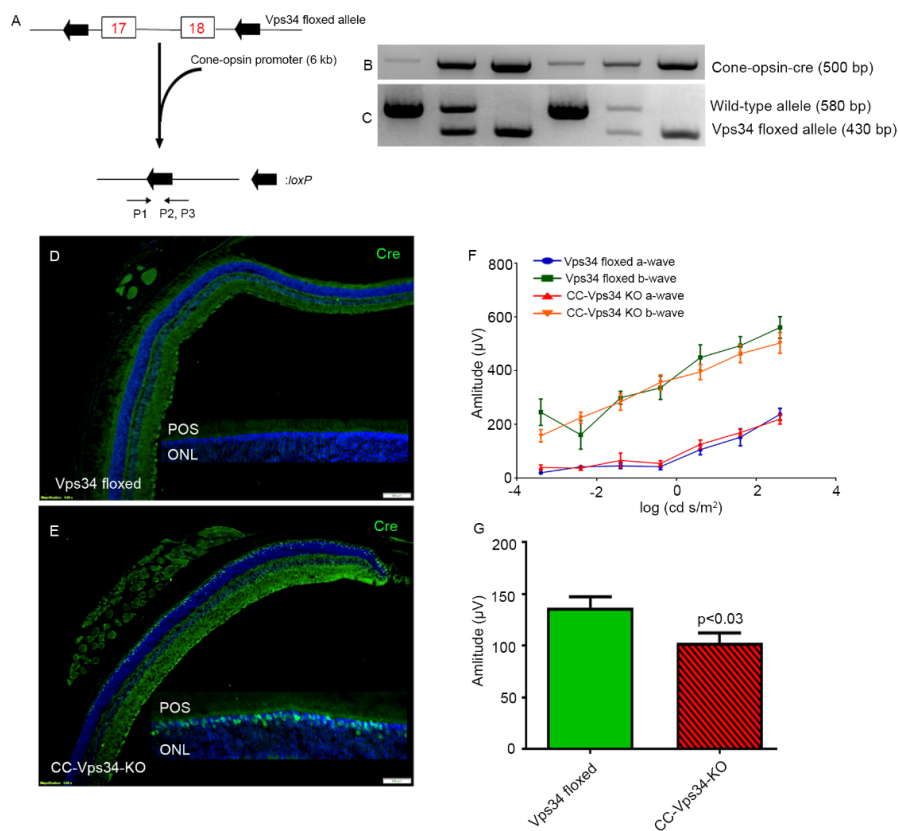 A
17
18
Vps34 floxed allele
Cone-opsin promoter (6 kb)
:loxP
P1
P2, P3
B
Cone-opsin-cre (500 bp)
C
Wild-type allele (580 bp)
Vps34 floxed allele (430 bp)
D
Cre
POS
ONL
Vps34 floxed
E
Cre
POS
ONL
CC-Vps34-KO
F
Vps34 floxed a-wave
Vps34 floxed b-wave
CC-Vps34 KO a-wave
CC-Vps34 KO b-wave
Amlitude (µV)
800
600
400
200
0
-4
-2
0
2
4
log (cd s/m²)
G
Amlitude (µV)
200
150
100
50
0
p<0.03
Vps34 floxed
CC-Vps34-KO